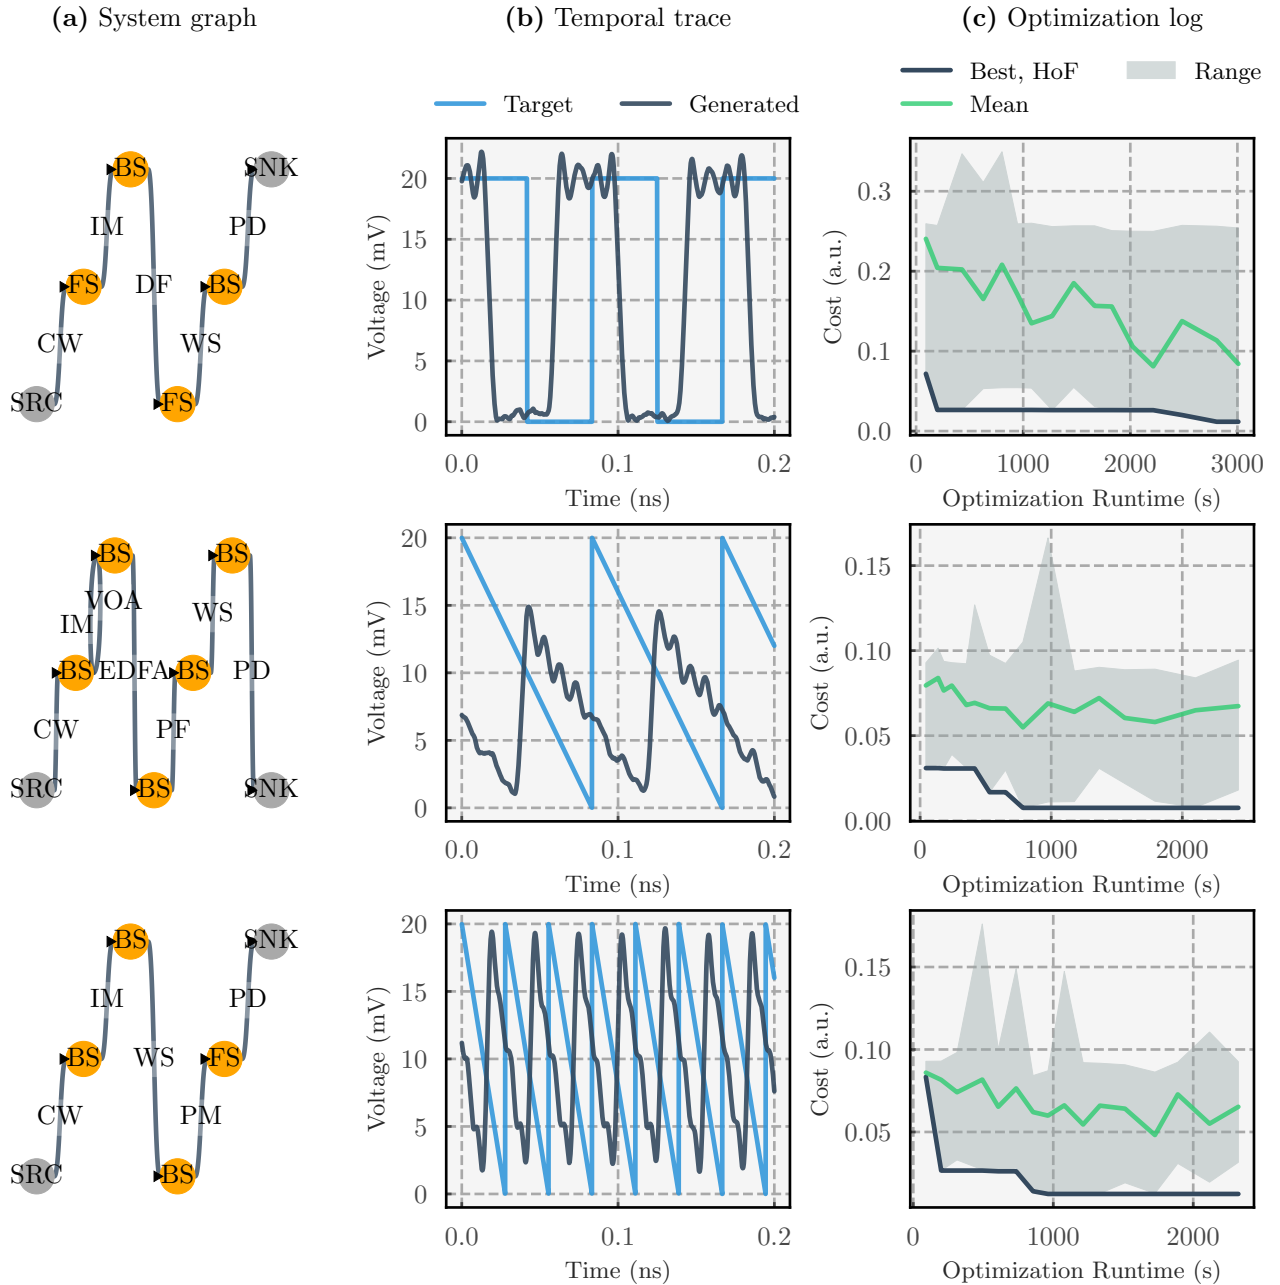 (a) System graph
(b) Temporal trace
(c) Optimization log
Target
Generated
Best, HoF
Range
Mean
BS
SNK
IM
PD
FS
DF
BS
CW
WS
SRC
FS
Voltage (mV)
20
15
10
5
0
0.0
0.1
0.2
Time (ns)
Cost (a.u.)
0.3
0.2
0.1
0.0
0
1000
2000
3000
Optimization Runtime (s)
BS
BS
VOA
IM
WS
BS
EDFA
BS
PD
CW
PF
SRC
BS
SNK
Voltage (mV)
20
15
10
5
0
0.0
0.1
0.2
Time (ns)
Cost (a.u.)
0.15
0.10
0.05
0.00
0
1000
2000
Optimization Runtime (s)
BS
SNK
IM
PD
BS
WS
FS
CW
PM
SRC
BS
Voltage (mV)
20
15
10
5
0
0.0
0.1
0.2
Time (ns)
Cost (a.u.)
0.15
0.10
0.05
0
1000
2000
Optimization Runtime (s)